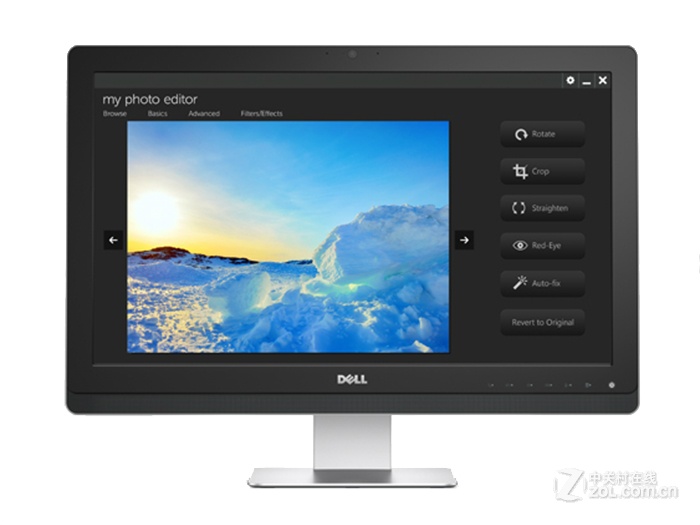 my photo editor
Browse Basics Advanced Filters/Effects
Rotate
Crop
Straighten
Red-Eye
Auto-fix
Revert to Original
DELL
中关村在线
ZOL.COM.CN